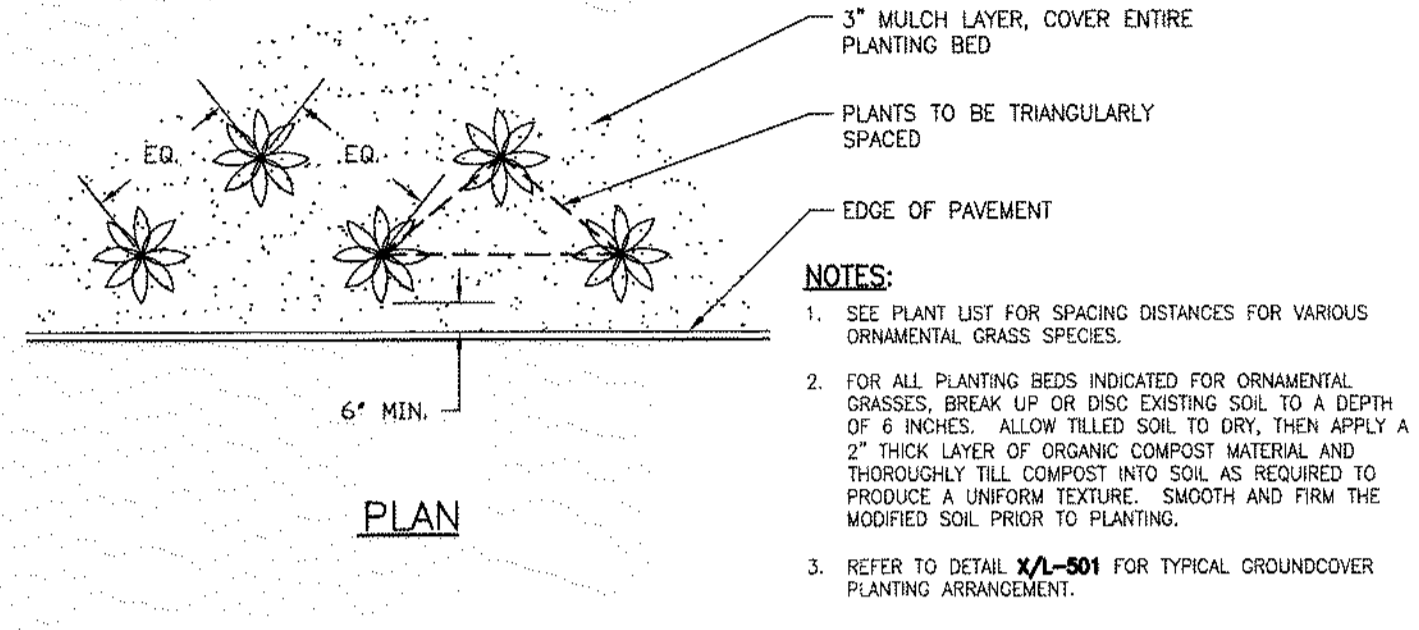 3" MULCH LAYER, COVER ENTIRE
PLANTING BED
PLANTS TO BE TRIANGULARLY
SPACED
EQ.
EQ.
EDGE OF PAVEMENT
6" MIN.
PLAN
NOTES:
1. SEE PLANT LIST FOR SPACING DISTANCES FOR VARIOUS
ORNAMENTAL GRASS SPECIES.
2. FOR ALL PLANTING BEDS INDICATED FOR ORNAMENTAL
GRASSES, BREAK UP OR DISC EXISTING SOIL TO A DEPTH
OF 6 INCHES. ALLOW TILLED SOIL TO DRY, THEN APPLY A
2" THICK LAYER OF ORGANIC COMPOST MATERIAL AND
THOROUGHLY TILL COMPOST INTO SOIL AS REQUIRED TO
PRODUCE A UNIFORM TEXTURE. SMOOTH AND FIRM THE
MODIFIED SOIL PRIOR TO PLANTING.
3. REFER TO DETAIL X/L-501 FOR TYPICAL GROUNDCOVER
PLANTING ARRANGEMENT.